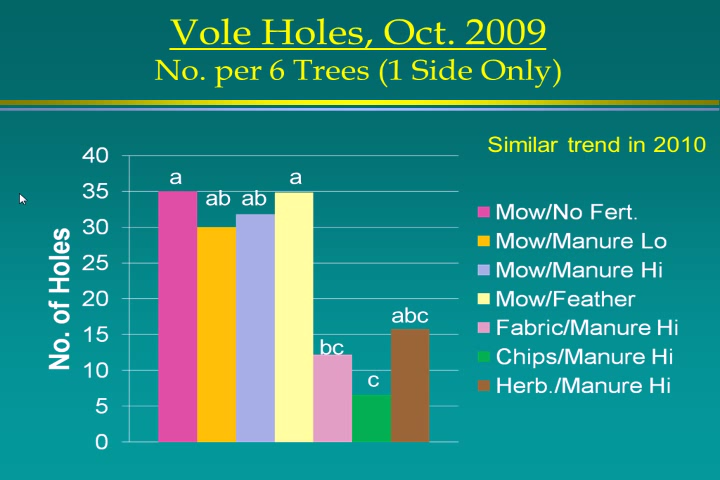 Vole Holes, Oct. 2009
No. per 6 Trees (1 Side Only)
Similar trend in 2010
No. of Holes
40
35
30
25
20
15
10
5
0
a
ab
ab
a
bc
c
abc
Mow/No Fert.
Mow/Manure Lo
Mow/Manure Hi
Mow/Feather
Fabric/Manure Hi
Chips/Manure Hi
Herb./Manure Hi